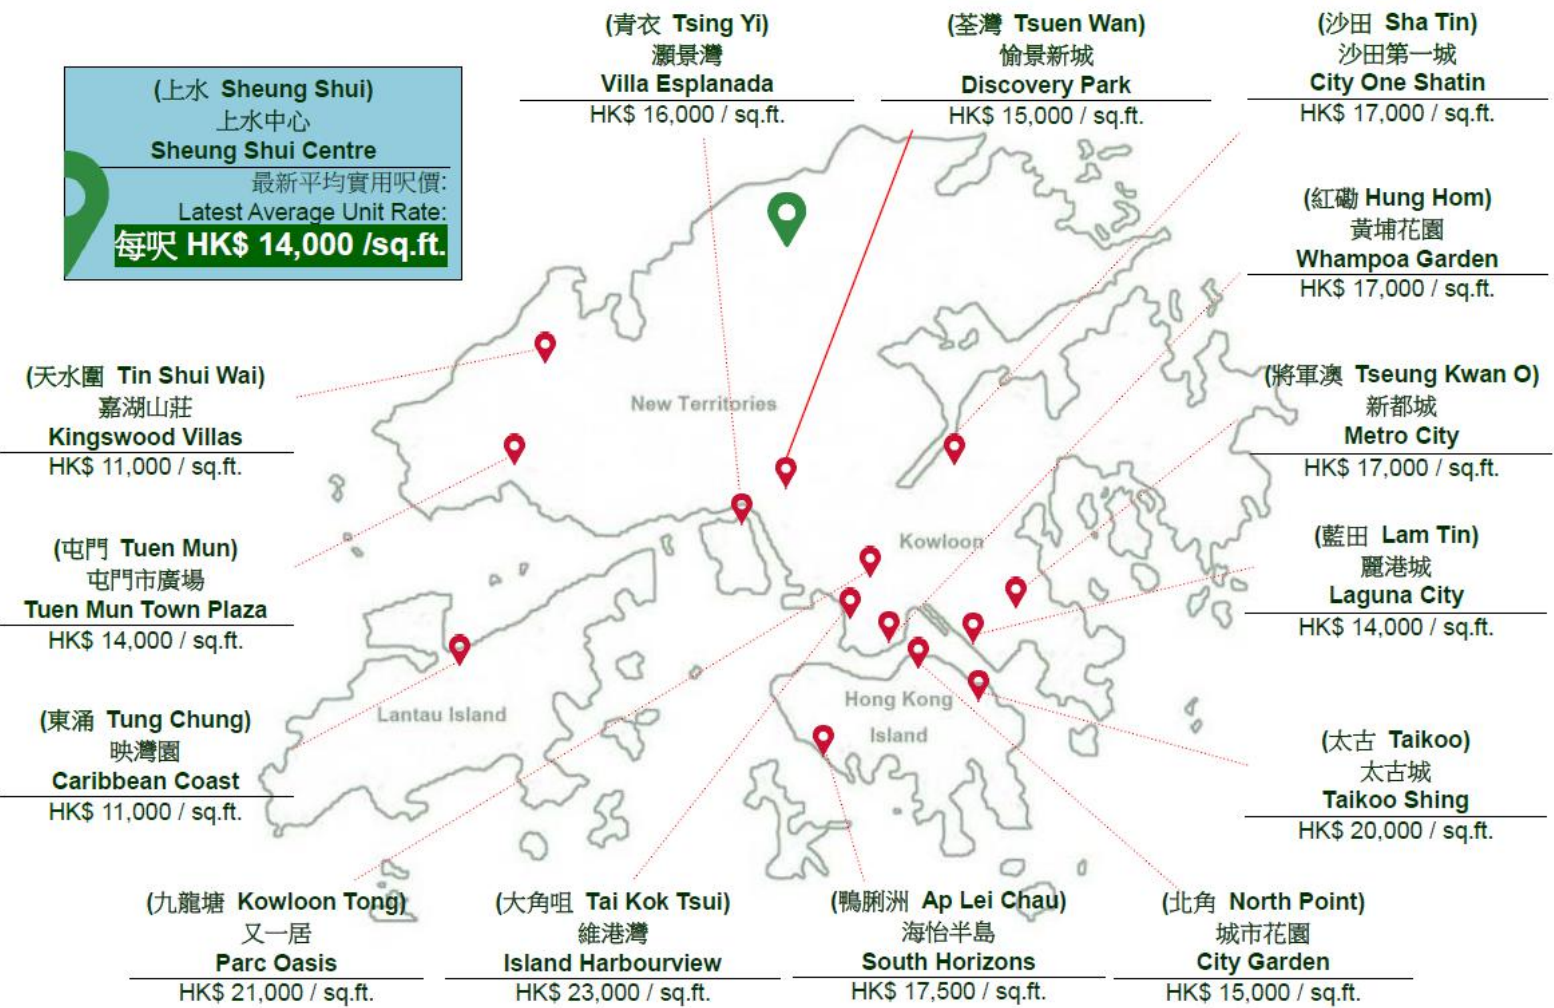 (上水 Sheung Shui)
上水中心
Sheung Shui Centre
最新平均實用呎價:
Latest Average Unit Rate:
每呎 HK$ 14,000 /sq.ft.
(青衣 Tsing Yi)
灝景灣
Villa Esplanada
HK$ 16,000 / sq.ft.
(荃灣 Tsuen Wan)
愉景新城
Discovery Park
HK$ 15,000 / sq.ft.
(沙田 Sha Tin)
沙田第一城
City One Shatin
HK$ 17,000 / sq.ft.
(紅磡 Hung Hom)
黃埔花園
Whampoa Garden
HK$ 17,000 / sq.ft.
(天水圍 Tin Shui Wai)
嘉湖山莊
Kingswood Villas
HK$ 11,000 / sq.ft.
New Territories
(將軍澳 Tseung Kwan O)
新都城
Metro City
HK$ 17,000 / sq.ft.
(屯門 Tuen Mun)
屯門市廣場
Tuen Mun Town Plaza
HK$ 14,000 / sq.ft.
Kowloon
(藍田 Lam Tin)
麗港城
Laguna City
HK$ 14,000 / sq.ft.
(東涌 Tung Chung)
映灣園
Caribbean Coast
HK$ 11,000 / sq.ft.
Lantau Island
Hong Kong
Island
(太古 Taikoo)
太古城
Taikoo Shing
HK$ 20,000 / sq.ft.
(九龍塘 Kowloon Tong)
又一居
Parc Oasis
HK$ 21,000 / sq.ft.
(大角咀 Tai Kok Tsui)
維港灣
Island Harbourview
HK$ 23,000 / sq.ft.
(鴨脷洲 Ap Lei Chau)
海怡半島
South Horizons
HK$ 17,500 / sq.ft.
(北角 North Point)
城市花園
City Garden
HK$ 15,000 / sq.ft.